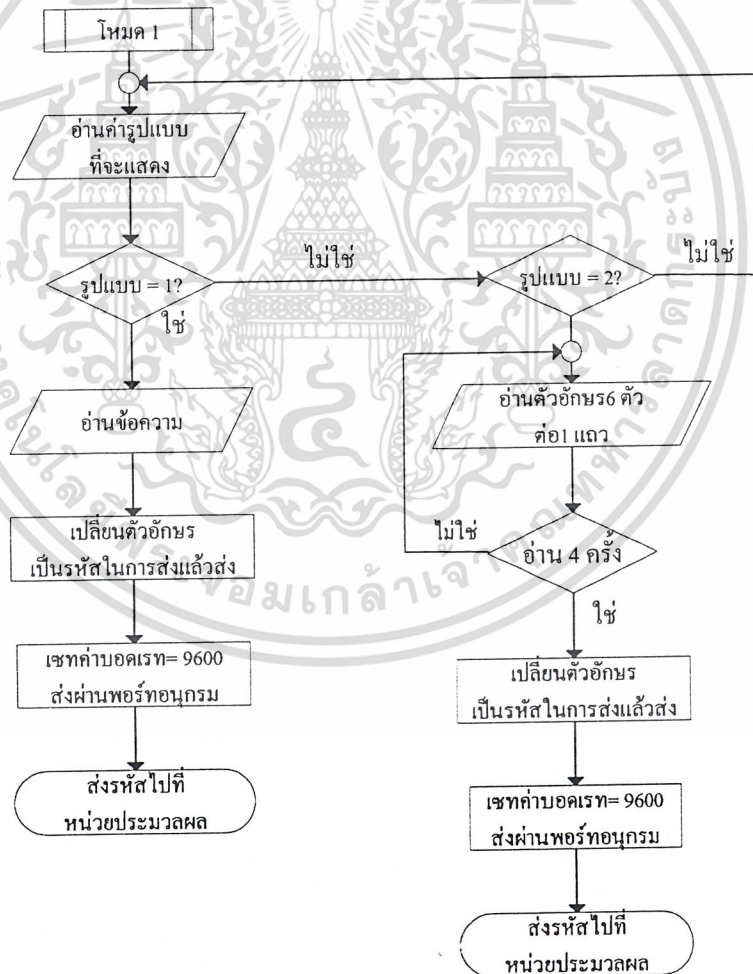 โหมด 1
อ่านค่ารูปแบบ
ที่จะแสดง
รูปแบบ = 1?
ไม่ใช่
ใช่
รูปแบบ = 2?
ไม่ใช่
อ่านข้อความ
เปลี่ยนตัวอักษร
เป็นรหัสในการส่งแล้วส่ง
เซทค่าบอดเรท= 9600
ส่งผ่านพอร์ทอนุกรม
ส่งรหัสไปที่
หน่วยประมวลผล
อ่านตัวอักษร6 ตัว
ต่อ1 แถว
ไม่ใช่
อ่าน 4 ครั้ง
ใช่
เปลี่ยนตัวอักษร
เป็นรหัสในการส่งแล้วส่ง
เซทค่าบอดเรท= 9600
ส่งผ่านพอร์ทอนุกรม
ส่งรหัสไปที่
หน่วยประมวลผล